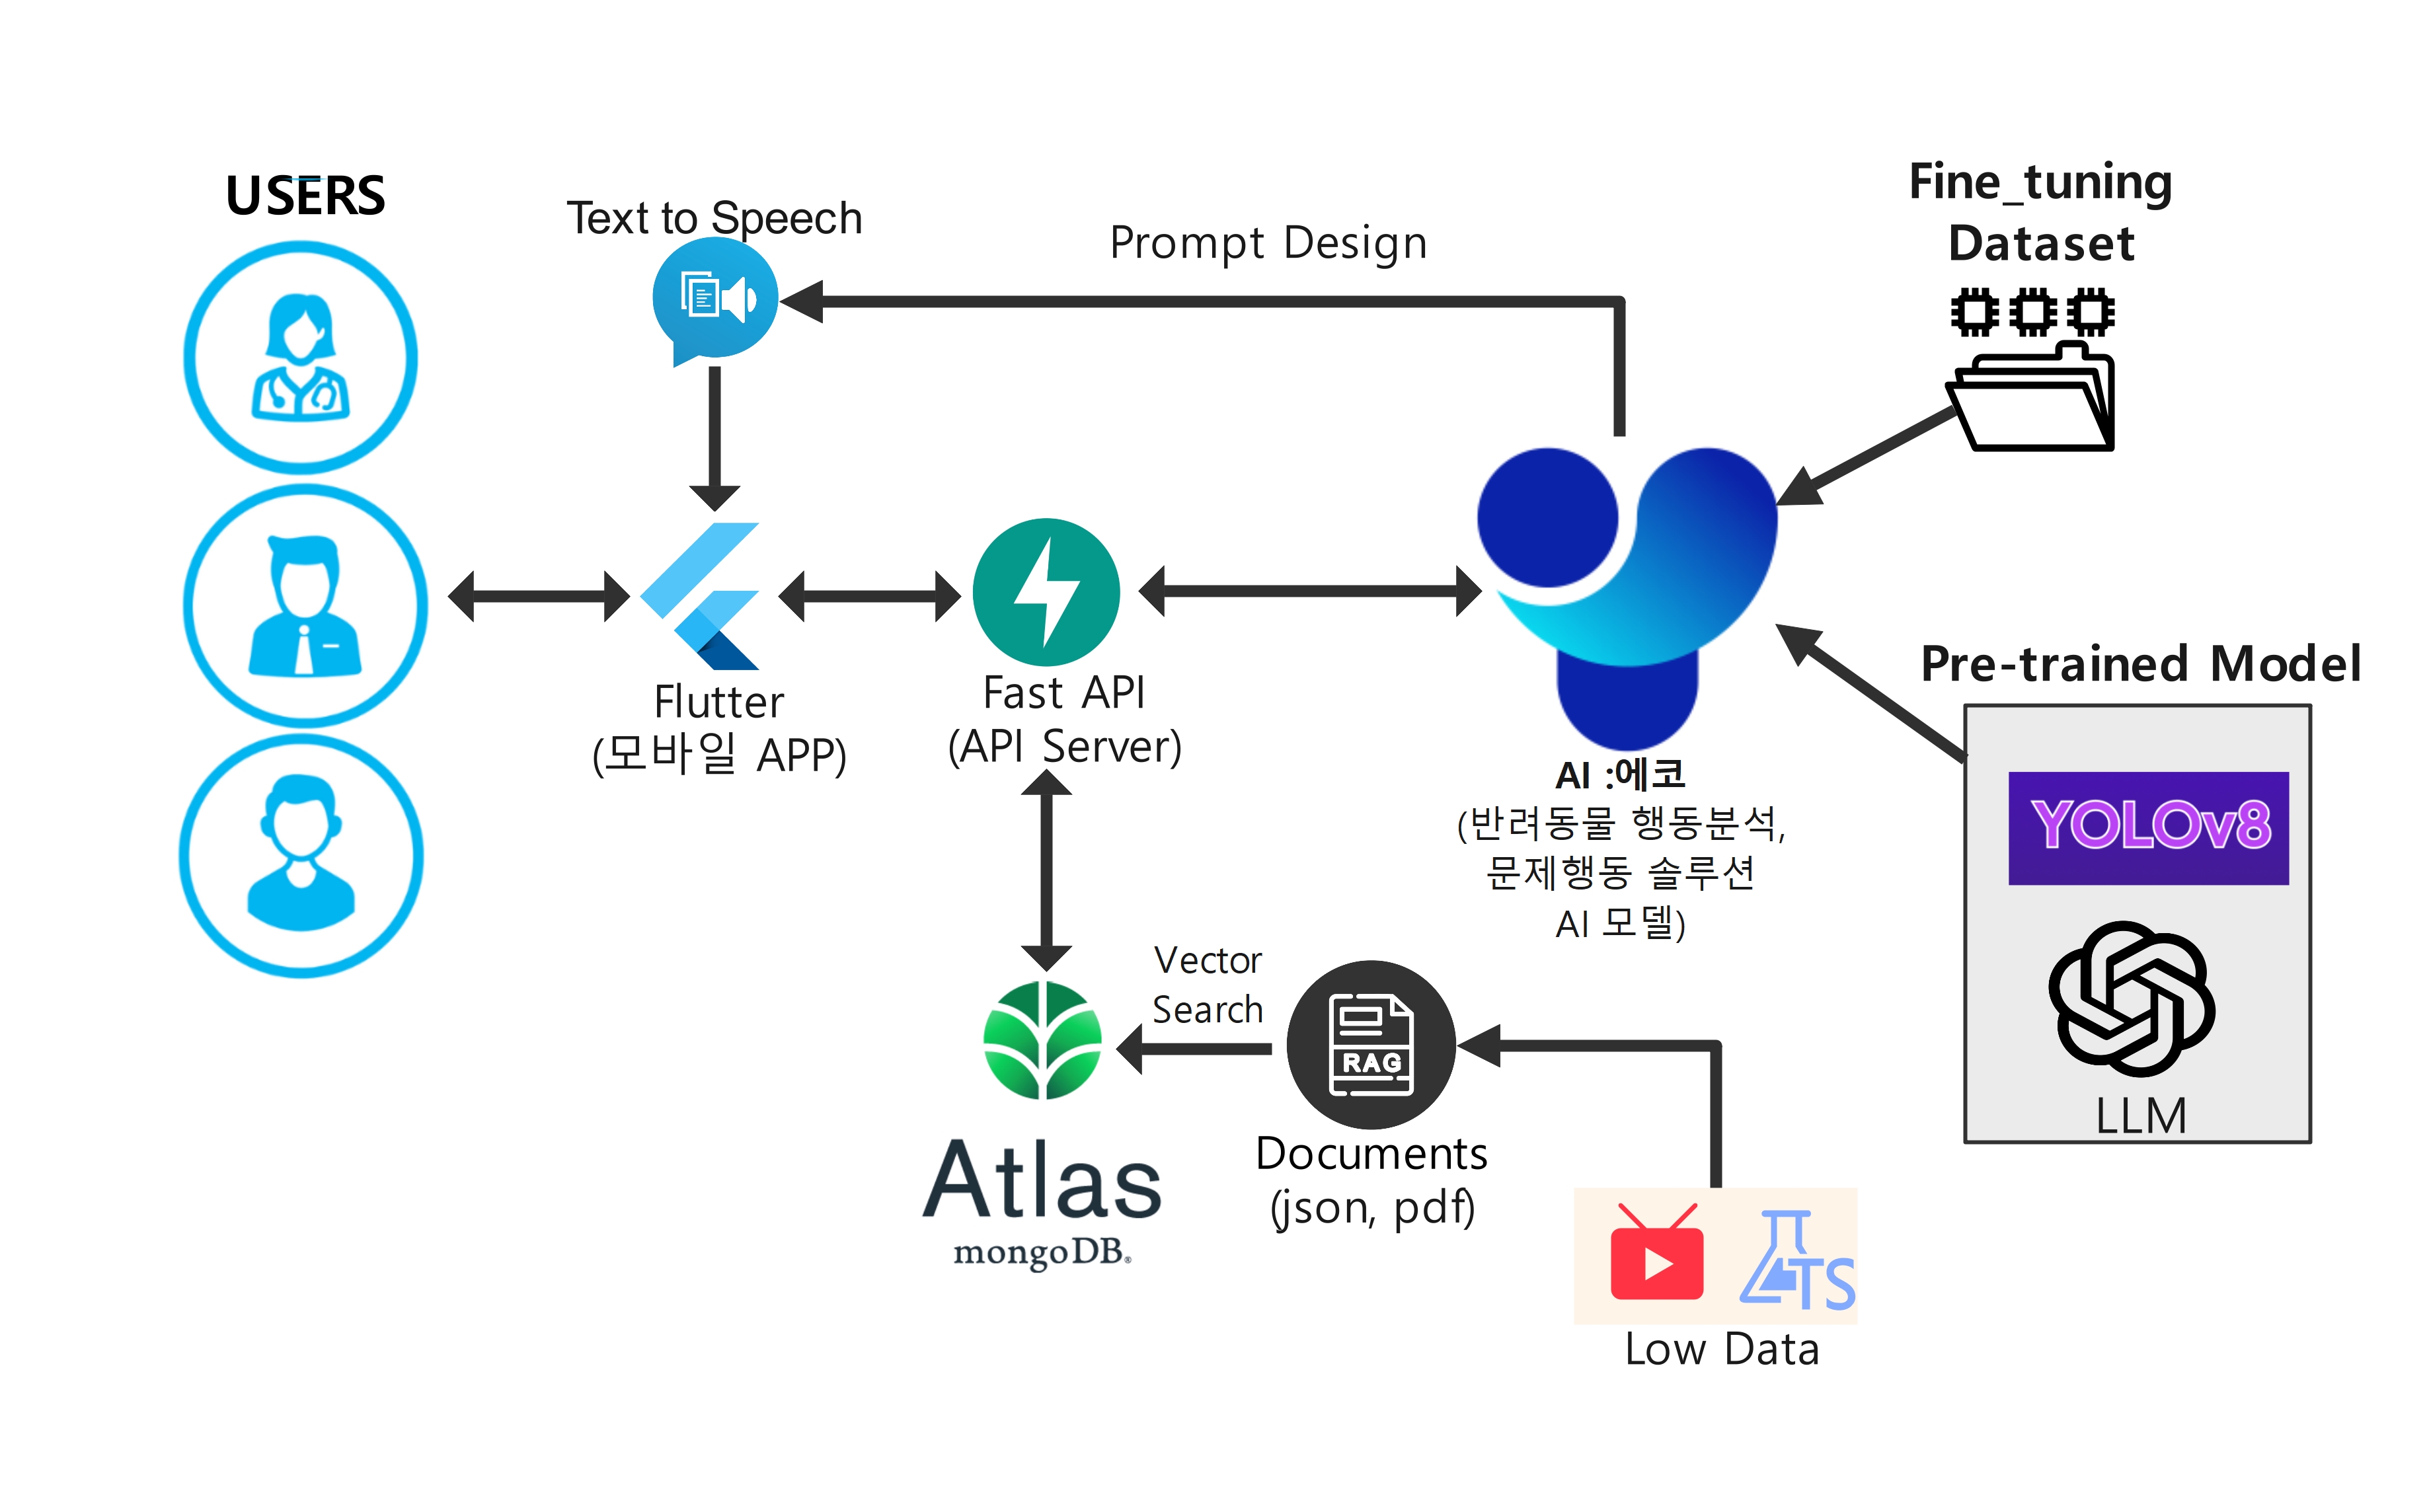 USERS
Text to Speech
Prompt Design
Fine_tuning
Dataset
Flutter
(모바일 APP)
Fast API
(API Server)
AI :에코
(반려동물 행동분석,
문제행동 솔루션
AI 모델)
Pre-trained Model
YOLOv8
LLM
Vector
Search
RAG
Documents
(json, pdf)
Atlas
mongoDB®
TS
Low Data